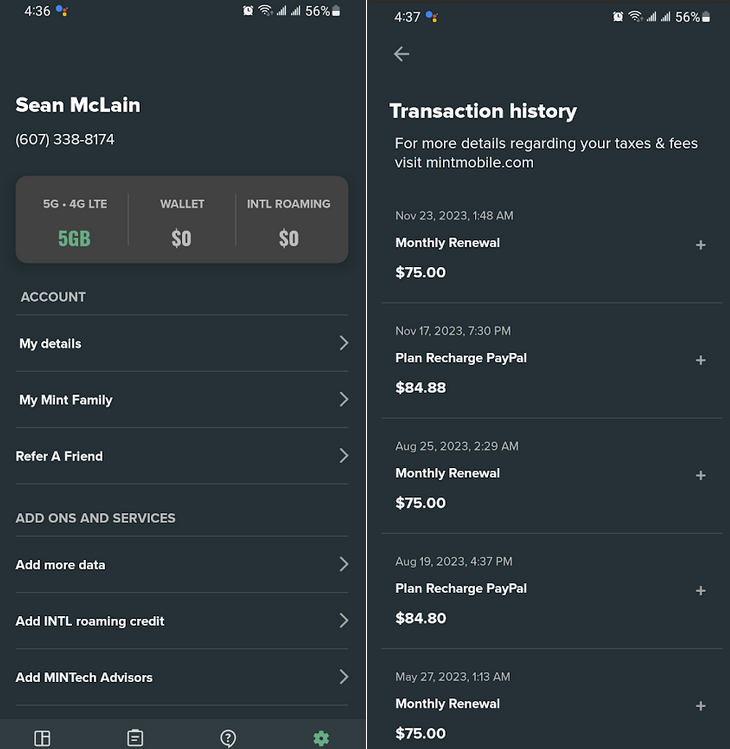 4:36
56%
Sean McLain
(607) 338-8174
5G • 4G LTE
WALLET
INTL ROAMING
5GB
$0
$0
ACCOUNT
My details
My Mint Family
Refer A Friend
ADD ONS AND SERVICES
Add more data
Add INTL roaming credit
Add MINTech Advisors
4:37
56%
Transaction history
For more details regarding your taxes & fees
visit mintmobile.com
Nov 23, 2023, 1:48 AM
Monthly Renewal
$75.00
Nov 17, 2023, 7:30 PM
Plan Recharge PayPal
$84.88
Aug 25, 2023, 2:29 AM
Monthly Renewal
$75.00
Aug 19, 2023, 4:37 PM
Plan Recharge PayPal
$84.80
May 27, 2023, 1:13 AM
Monthly Renewal
$75.00